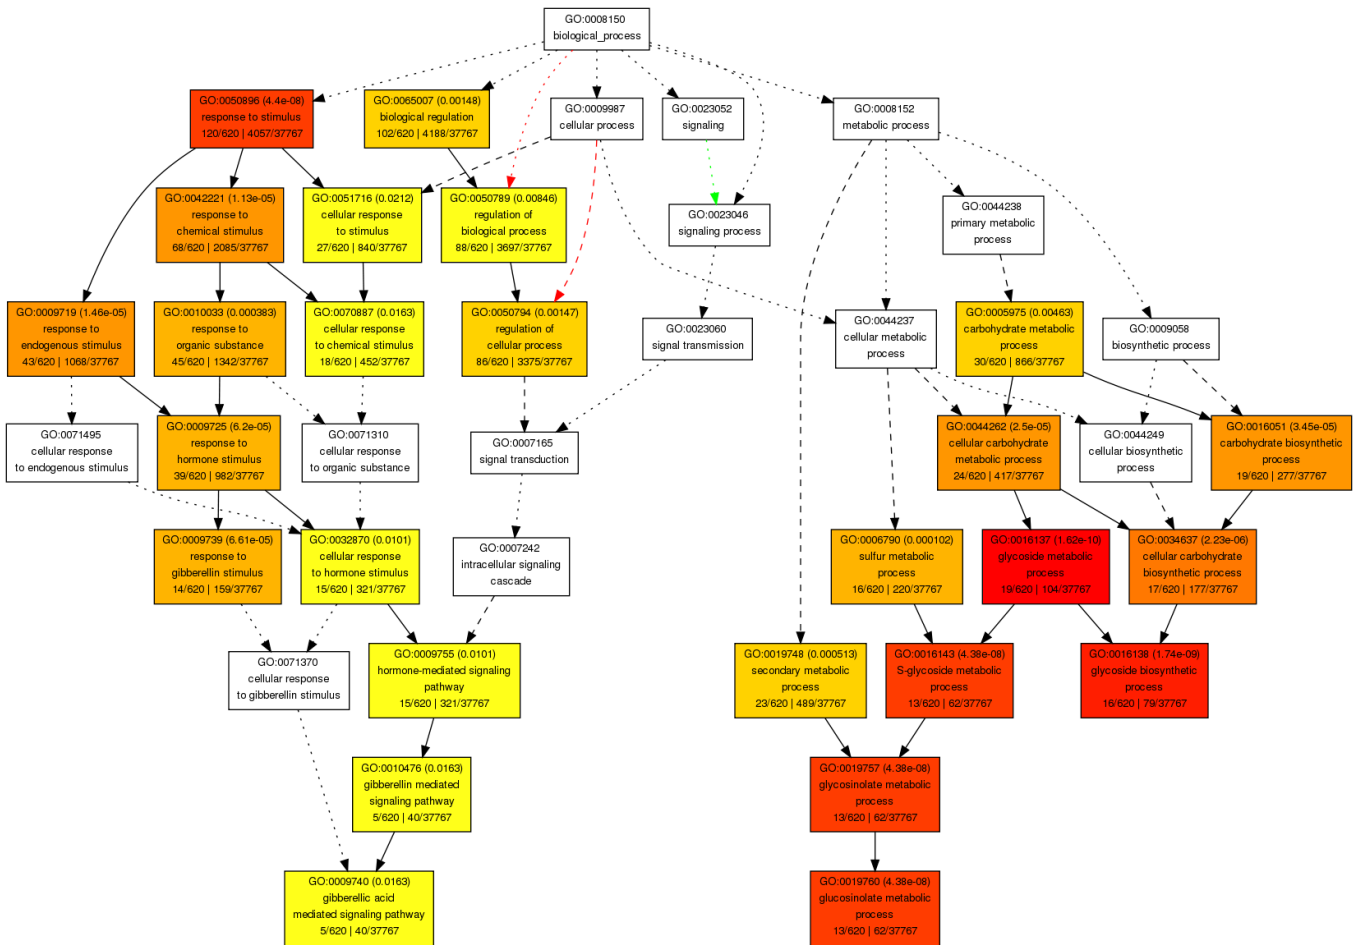 GO:0008150
biological_process
GO:0050896 (4.4e-08)
response to stimulus
120/620 | 4057/37767
GO:0065007 (0.00148)
biological regulation
102/620 | 4188/37767
GO:0009987
cellular process
GO:0023052
signaling
GO:0008152
metabolic process
GO:0042221 (1.13e-05)
response to
chemical stimulus
68/620 | 2085/37767
GO:0051716 (0.0212)
cellular response
to stimulus
27/620 | 840/37767
GO:0050789 (0.00846)
regulation of
biological process
88/620 | 3697/37767
GO:0023046
signaling process
GO:0044238
primary metabolic
process
GO:0009719 (1.46e-05)
response to
endogenous stimulus
43/620 | 1068/37767
GO:0010033 (0.000383)
response to
organic substance
45/620 | 1342/37767
GO:0070887 (0.0163)
cellular response
to chemical stimulus
18/620 | 452/37767
GO:0050794 (0.00147)
regulation of
cellular process
86/620 | 3375/37767
GO:0023060
signal transmission
GO:0044237
cellular metabolic
process
GO:0005975 (0.00463)
carbohydrate metabolic
process
30/620 | 866/37767
GO:0009058
biosynthetic process
GO:0071495
cellular response
to endogenous stimulus
GO:0009725 (6.2e-05)
response to
hormone stimulus
39/620 | 982/37767
GO:0071310
cellular response
to organic substance
GO:0007165
signal transduction
GO:0044262 (2.5e-05)
cellular carbohydrate
metabolic process
24/620 | 417/37767
GO:0044249
cellular biosynthetic
process
GO:0016051 (3.45e-05)
carbohydrate biosynthetic
process
19/620 | 277/37767
GO:0009739 (6.61e-05)
response to
gibberellin stimulus
14/620 | 159/37767
GO:0032870 (0.0101)
cellular response
to hormone stimulus
15/620 | 321/37767
GO:0007242
intracellular signaling
cascade
GO:0006790 (0.000102)
sulfur metabolic
process
16/620 | 220/37767
GO:0016137 (1.62e-10)
glycoside metabolic
process
19/620 | 104/37767
GO:0034637 (2.23e-06)
cellular carbohydrate
biosynthetic process
17/620 | 177/37767
GO:0071370
cellular response
to gibberellin stimulus
GO:0009755 (0.0101)
hormone-mediated signaling
pathway
15/620 | 321/37767
GO:0019748 (0.000513)
secondary metabolic
process
23/620 | 489/37767
GO:0016143 (4.38e-08)
S-glycoside metabolic
process
13/620 | 62/37767
GO:0016138 (1.74e-09)
glycoside biosynthetic
process
16/620 | 79/37767
GO:0010476 (0.0163)
gibberellin mediated
signaling pathway
5/620 | 40/37767
GO:0019757 (4.38e-08)
glycosinolate metabolic
process
13/620 | 62/37767
GO:0009740 (0.0163)
gibberellic acid
mediated signaling pathway
5/620 | 40/37767
GO:0019760 (4.38e-08)
glucosinolate metabolic
process
13/620 | 62/37767